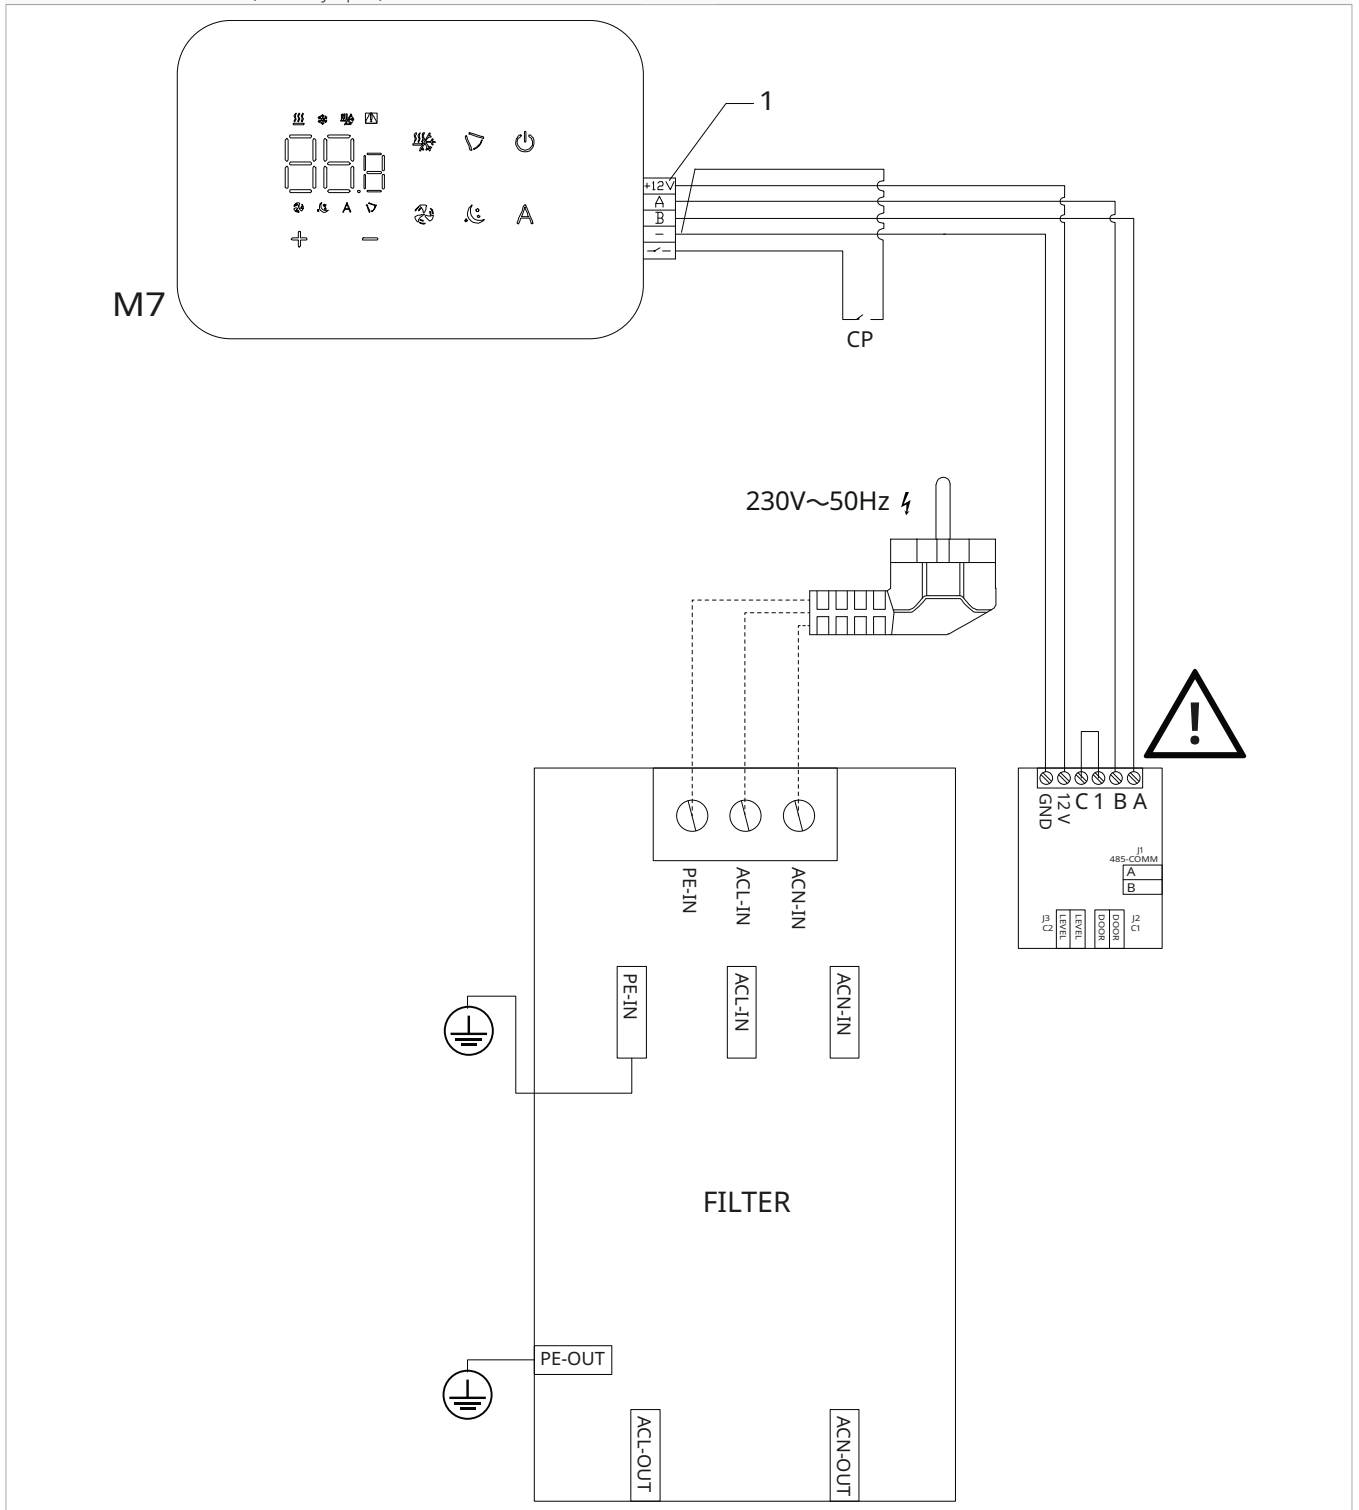 1
+12V
A
A
B
−
A
M7
CP
230V～50Hz
GND
12 V
C
1
B
A
J1
485-COMM
A
B
J3
C2
LEVEL
LEVEL
DOOR
DOOR
J2
C1
PE-IN
ACL-IN
ACN-IN
PE-IN
ACL-IN
ACN-IN
FILTER
PE-OUT
ACL-OUT
ACN-OUT